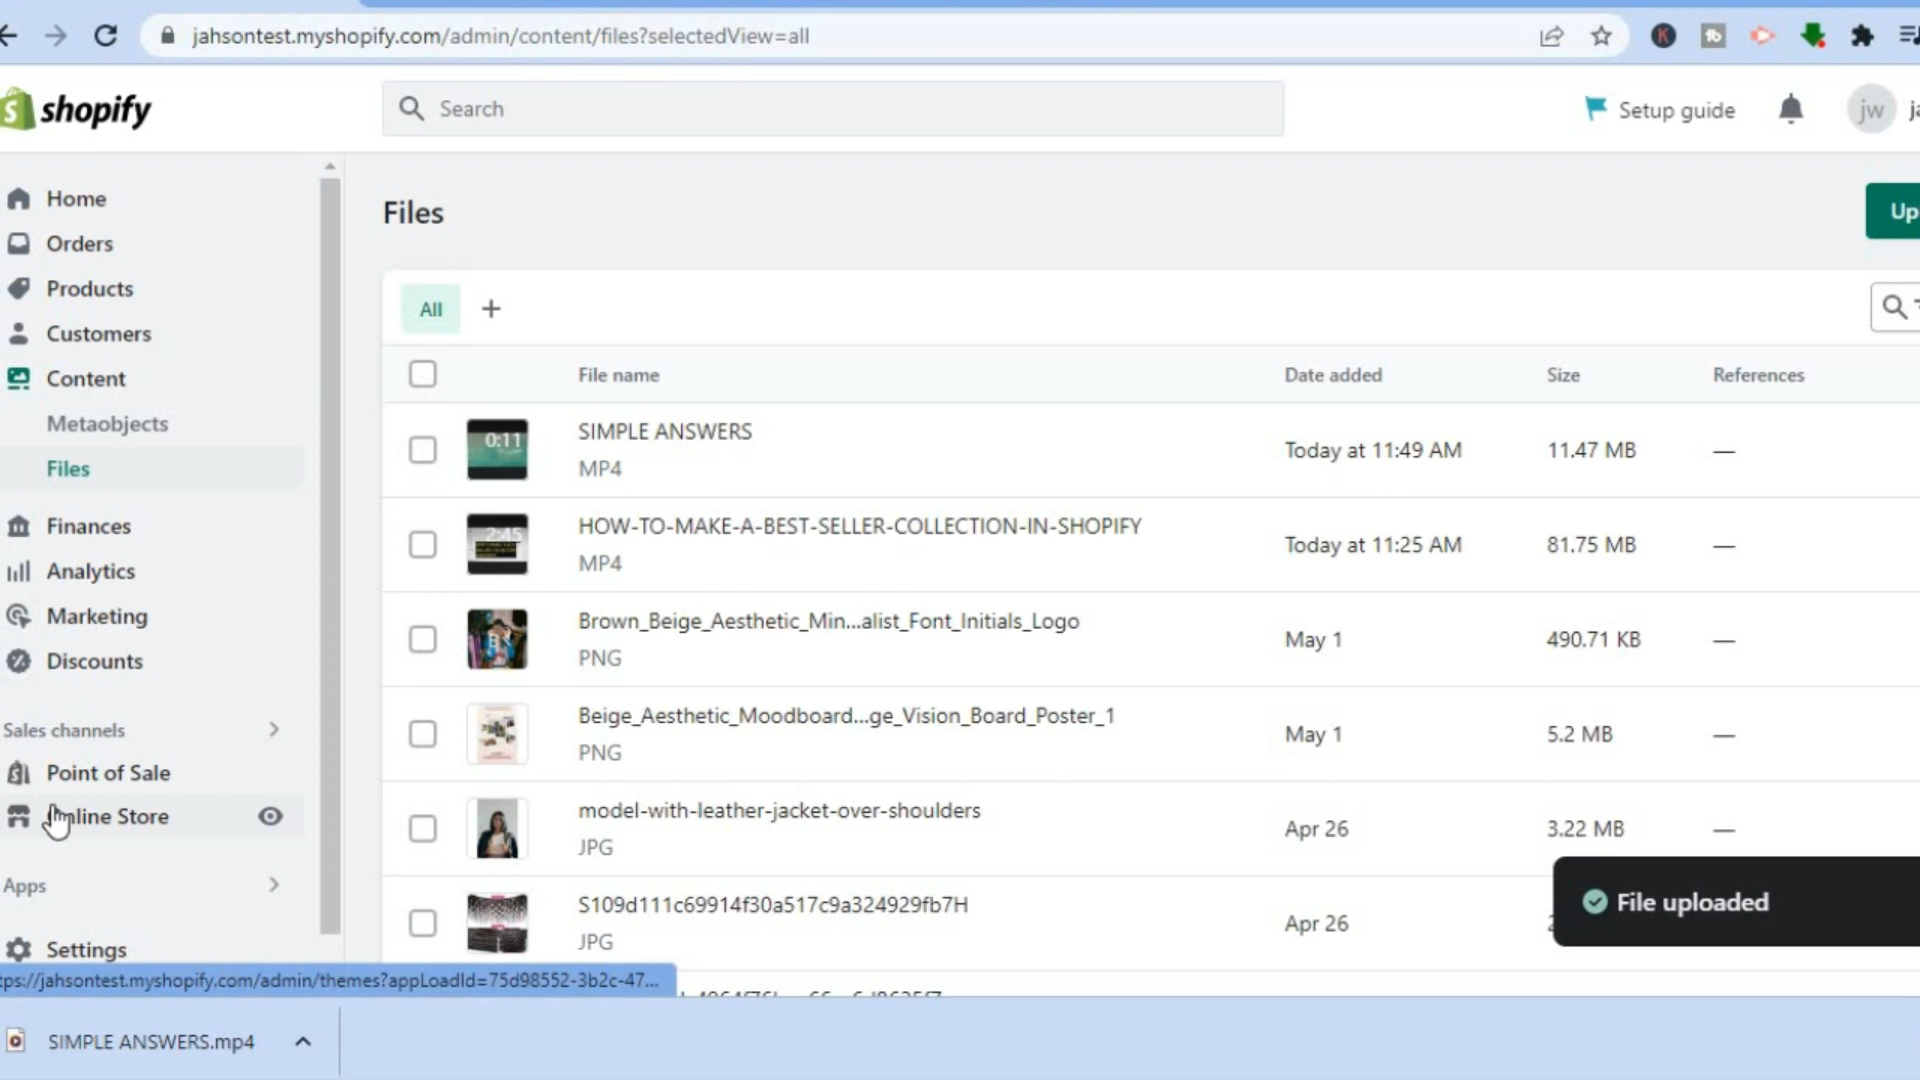 jahsontest.myshopify.com/admin/content/files?selectedView=all
shopify
Search
Setup guide
jw
Home
Orders
Products
Customers
Content
Metaobjects
Files
Finances
Analytics
Marketing
Discounts
Sales channels
Point of Sale
Online Store
Apps
Settings
Files
Up
All +
File name Date added Size References
0:11
SIMPLE ANSWERS
MP4
Today at 11:49 AM 11.47 MB —
2:45
HOW-TO-MAKE-A-BEST-SELLER-COLLECTION-IN-SHOPIFY
MP4
Today at 11:25 AM 81.75 MB —
Brown_Beige_Aesthetic_Min...alist_Font_Initials_Logo
PNG
May 1 490.71 KB —
Beige_Aesthetic_Moodboard...ge_Vision_Board_Poster_1
PNG
May 1 5.2 MB —
model-with-leather-jacket-over-shoulders
JPG
Apr 26 3.22 MB —
S109d111c69914f30a517c9a324929fb7H
JPG
Apr 26
File uploaded
tps://jahsontest.myshopify.com/admin/themes?appLoadId=75d98552-3b2c-47...
SIMPLE ANSWERS.mp4